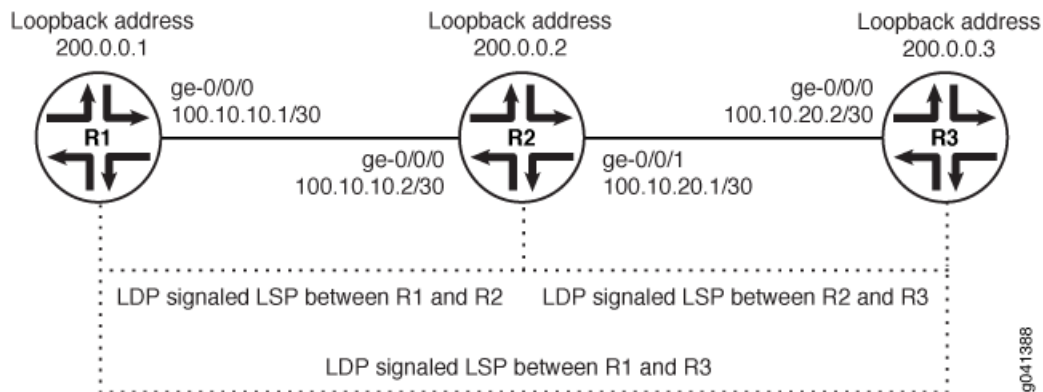 Loopback address
200.0.0.1
Loopback address
200.0.0.2
Loopback address
200.0.0.3
ge-0/0/0
100.10.10.1/30
ge-0/0/0
100.10.20.2/30
R1
R2
R3
ge-0/0/0
100.10.10.2/30
ge-0/0/1
100.10.20.1/30
LDP signaled LSP between R1 and R2
LDP signaled LSP between R2 and R3
LDP signaled LSP between R1 and R3
g041388